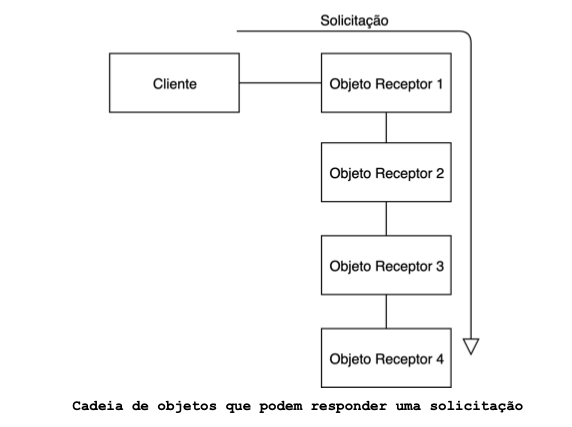 Solicitação
Cliente
Objeto Receptor 1
Objeto Receptor 2
Objeto Receptor 3
Objeto Receptor 4
Cadeia de objetos que podem responder uma solicitação